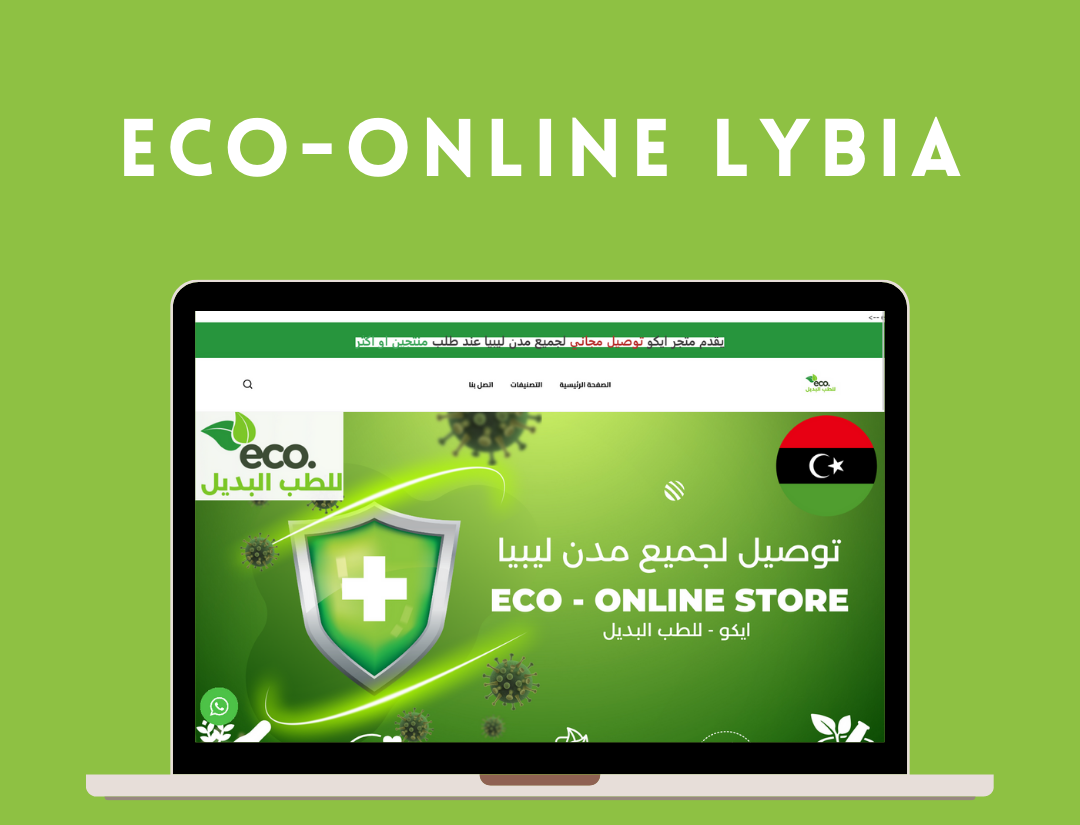 ECO-ONLINE LYBIA
<--
يقدم متجر ايكو توصيل مجاني لجميع مدن ليبيا عند طلب منتجين او اكثر
الصفحة الرئيسية التصنيفات اتصل بنا
eco.
للطب البديل
eco.
للطب البديل
توصيل لجميع مدن ليبيا
ECO - ONLINE STORE
ايكو - للطب البديل